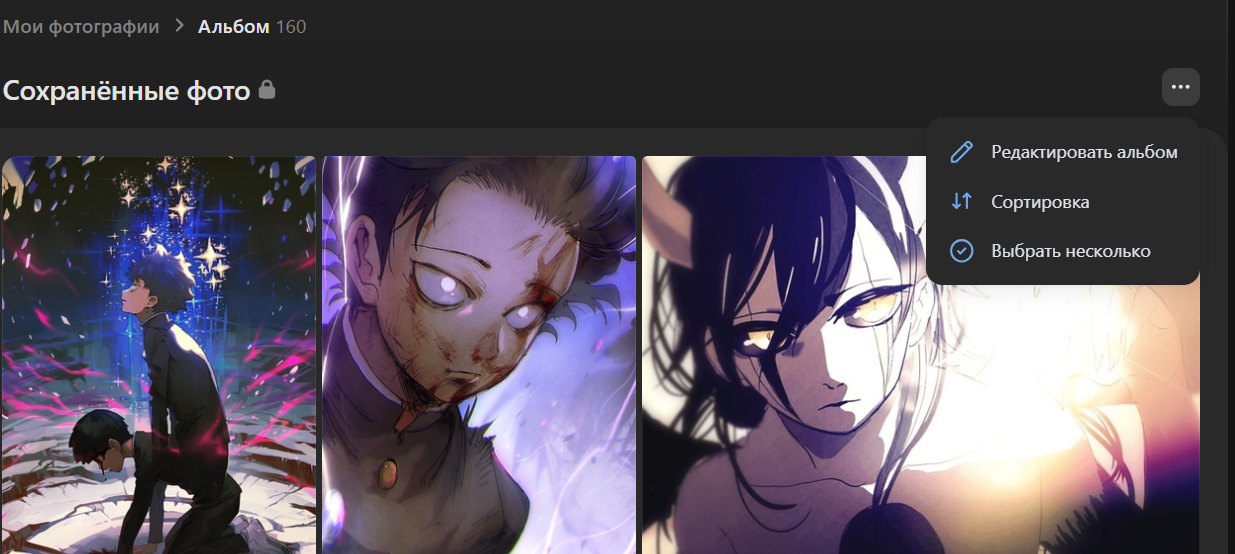 Мои фотографии > Альбом 160
Сохранённые фото
Редактировать альбом
Сортировка
Выбрать несколько